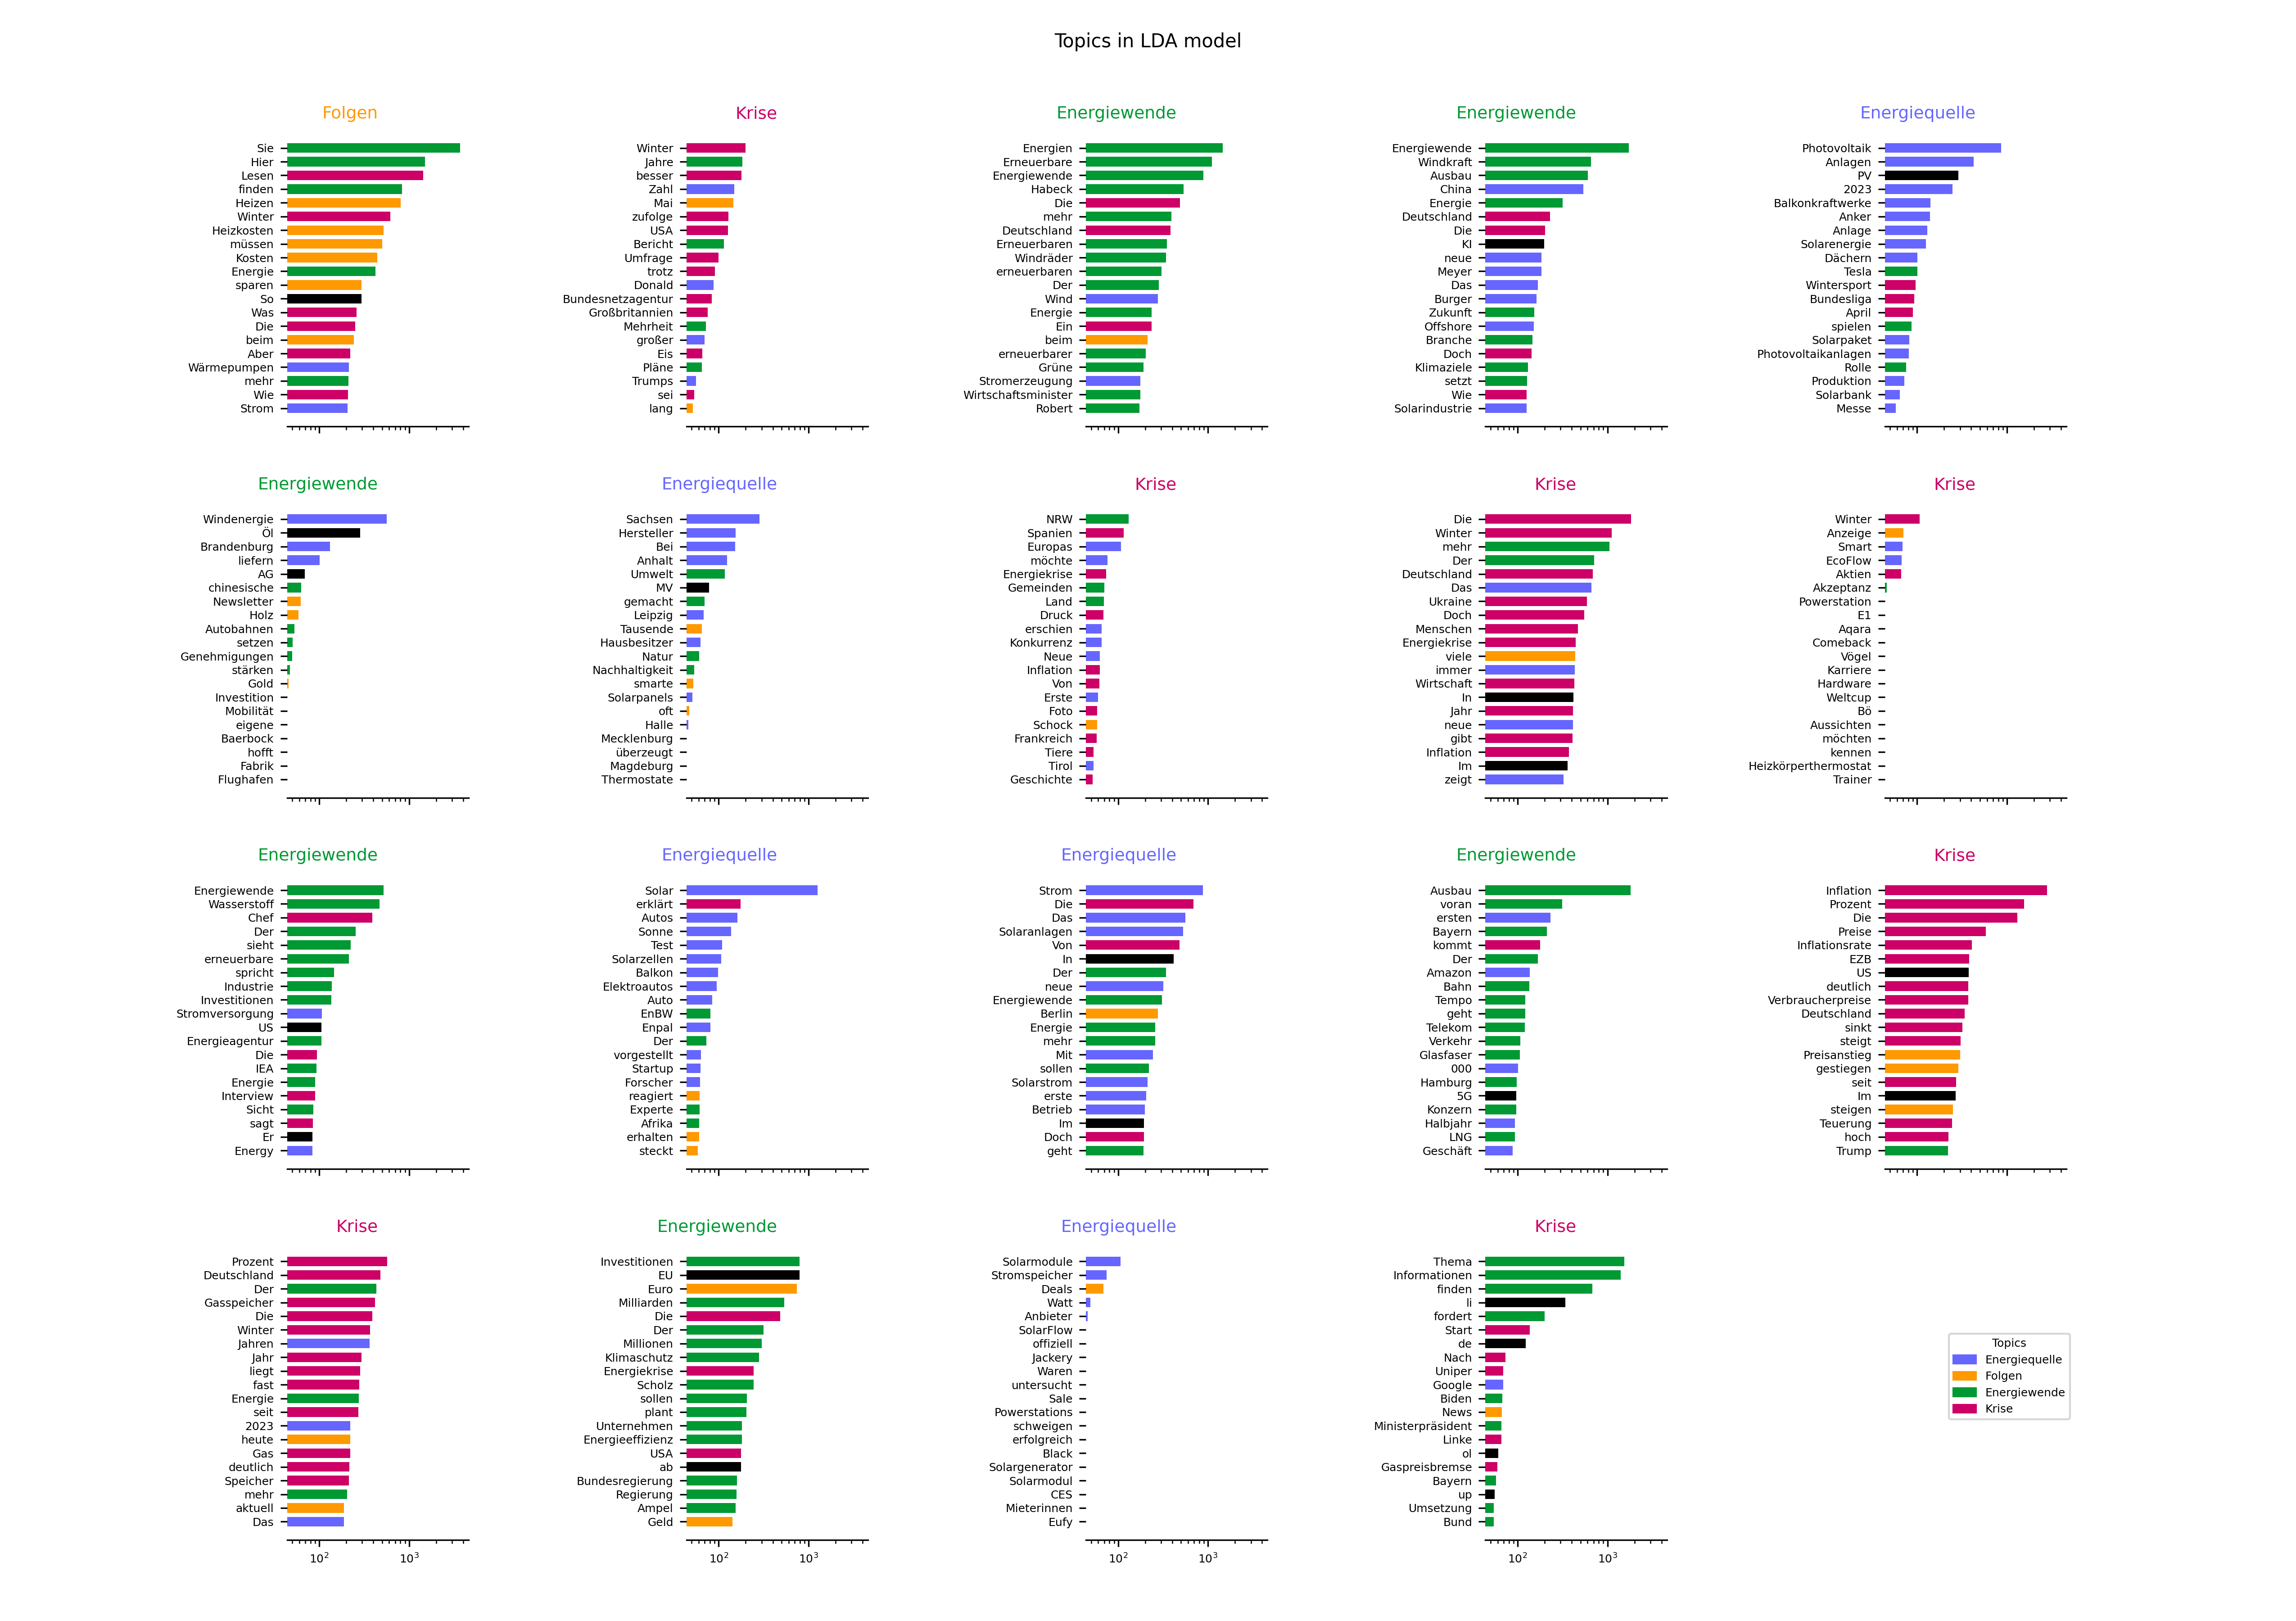 Topics in LDA model
Folgen
Sie
Hier
Lesen
finden
Heizen
Winter
Heizkosten
müssen
Kosten
Energie
sparen
So
Was
Die
beim
Aber
Wärmepumpen
mehr
Wie
Strom
Krise
Winter
Jahre
besser
Zahl
Mai
zufolge
USA
Bericht
Umfrage
trotz
Donald
Bundesnetzagentur
Großbritannien
Mehrheit
großer
Eis
Pläne
Trumps
sei
lang
Energiewende
Energien
Erneuerbare
Energiewende
Habeck
Die
mehr
Deutschland
Erneuerbaren
Windräder
erneuerbaren
Der
Wind
Energie
Ein
beim
erneuerbarer
Grüne
Stromerzeugung
Wirtschaftsminister
Robert
Energiewende
Energiewende
Windkraft
Ausbau
China
Energie
Deutschland
Die
KI
neue
Meyer
Das
Burger
Zukunft
Offshore
Branche
Doch
Klimaziele
setzt
Wie
Solarindustrie
Energiequelle
Photovoltaik
Anlagen
PV
2023
Balkonkraftwerke
Anker
Anlage
Solarenergie
Dächern
Tesla
Wintersport
Bundesliga
April
spielen
Solarpaket
Photovoltaikanlagen
Rolle
Produktion
Solarbank
Messe
Energiewende
Windenergie
Öl
Brandenburg
liefern
AG
chinesische
Newsletter
Holz
Autobahnen
setzen
Genehmigungen
stärken
Gold
Investition
Mobilität
eigene
Baerbock
hofft
Fabrik
Flughafen
Energiequelle
Sachsen
Hersteller
Bei
Anhalt
Umwelt
MV
gemacht
Leipzig
Tausende
Hausbesitzer
Natur
Nachhaltigkeit
smarte
Solarpanels
oft
Halle
Mecklenburg
überzeugt
Magdeburg
Thermostate
Krise
NRW
Spanien
Europas
möchte
Energiekrise
Gemeinden
Land
Druck
erschien
Konkurrenz
Neue
Inflation
Von
Erste
Foto
Schock
Frankreich
Tiere
Tirol
Geschichte
Krise
Die
Winter
mehr
Der
Deutschland
Das
Ukraine
Doch
Menschen
Energiekrise
viele
immer
Wirtschaft
In
Jahr
neue
gibt
Inflation
Im
zeigt
Krise
Winter
Anzeige
Smart
EcoFlow
Aktien
Akzeptanz
Powerstation
E1
Aqara
Comeback
Vögel
Karriere
Hardware
Weltcup
Bö
Aussichten
möchten
kennen
Heizkörperthermostat
Trainer
Energiewende
Energiewende
Wasserstoff
Chef
Der
sieht
erneuerbare
spricht
Industrie
Investitionen
Stromversorgung
US
Energieagentur
Die
IEA
Energie
Interview
Sicht
sagt
Er
Energy
Energiequelle
Solar
erklärt
Autos
Sonne
Test
Solarzellen
Balkon
Elektroautos
Auto
EnBW
Enpal
Der
vorgestellt
Startup
Forscher
reagiert
Experte
Afrika
erhalten
steckt
Energiequelle
Strom
Die
Das
Solaranlagen
Von
In
Der
neue
Energiewende
Berlin
Energie
mehr
Mit
sollen
Solarstrom
erste
Betrieb
Im
Doch
geht
Energiewende
Ausbau
voran
ersten
Bayern
kommt
Der
Amazon
Bahn
Tempo
geht
Telekom
Verkehr
Glasfaser
000
Hamburg
5G
Konzern
Halbjahr
LNG
Geschäft
Krise
Inflation
Prozent
Die
Preise
Inflationsrate
EZB
US
deutlich
Verbraucherpreise
Deutschland
sinkt
steigt
Preisanstieg
gestiegen
seit
Im
steigen
Teuerung
hoch
Trump
Krise
Prozent
Deutschland
Der
Gasspeicher
Die
Winter
Jahren
Jahr
liegt
fast
Energie
seit
2023
heute
Gas
deutlich
Speicher
mehr
aktuell
Das
10² 10³
Energiewende
Investitionen
EU
Euro
Milliarden
Die
Der
Millionen
Klimaschutz
Energiekrise
Scholz
sollen
plant
Unternehmen
Energieeffizienz
USA
ab
Bundesregierung
Regierung
Ampel
Geld
10² 10³
Energiequelle
Solarmodule
Stromspeicher
Deals
Watt
Anbieter
SolarFlow
offiziell
Jackery
Waren
untersucht
Sale
Powerstations
schweigen
erfolgreich
Black
Solargenerator
Solarmodul
CES
Mieterinnen
Eufy
10² 10³
Krise
Thema
Informationen
finden
li
fordert
Start
de
Nach
Uniper
Google
Biden
News
Ministerpräsident
Linke
ol
Gaspreisbremse
Bayern
up
Umsetzung
Bund
10² 10³
Topics
Energiequelle
Folgen
Energiewende
Krise